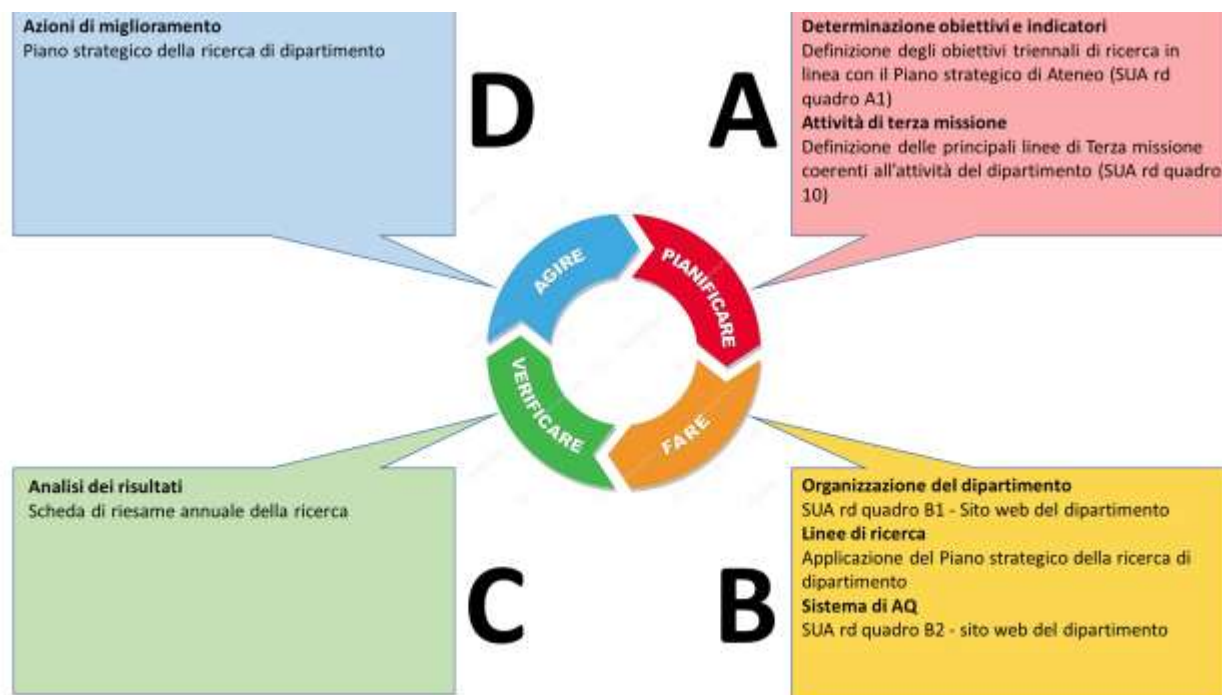 Azioni di miglioramento
Piano strategico della ricerca di dipartimento
D
A
Determinazione obiettivi e indicatori
Definizione degli obiettivi triennali di ricerca in
linea con il Piano strategico di Ateneo (SUA rd
quadro A1)
Attività di terza missione
Definizione delle principali linee di Terza missione
coerenti all'attività del dipartimento (SUA rd quadro
10)
AGIRE
PIANIFICARE
VERIFICARE
FARE
Analisi dei risultati
Scheda di riesame annuale della ricerca
C
B
Organizzazione del dipartimento
SUA rd quadro B1 - Sito web del dipartimento
Linee di ricerca
Applicazione del Piano strategico della ricerca di
dipartimento
Sistema di AQ
SUA rd quadro B2 - sito web del dipartimento